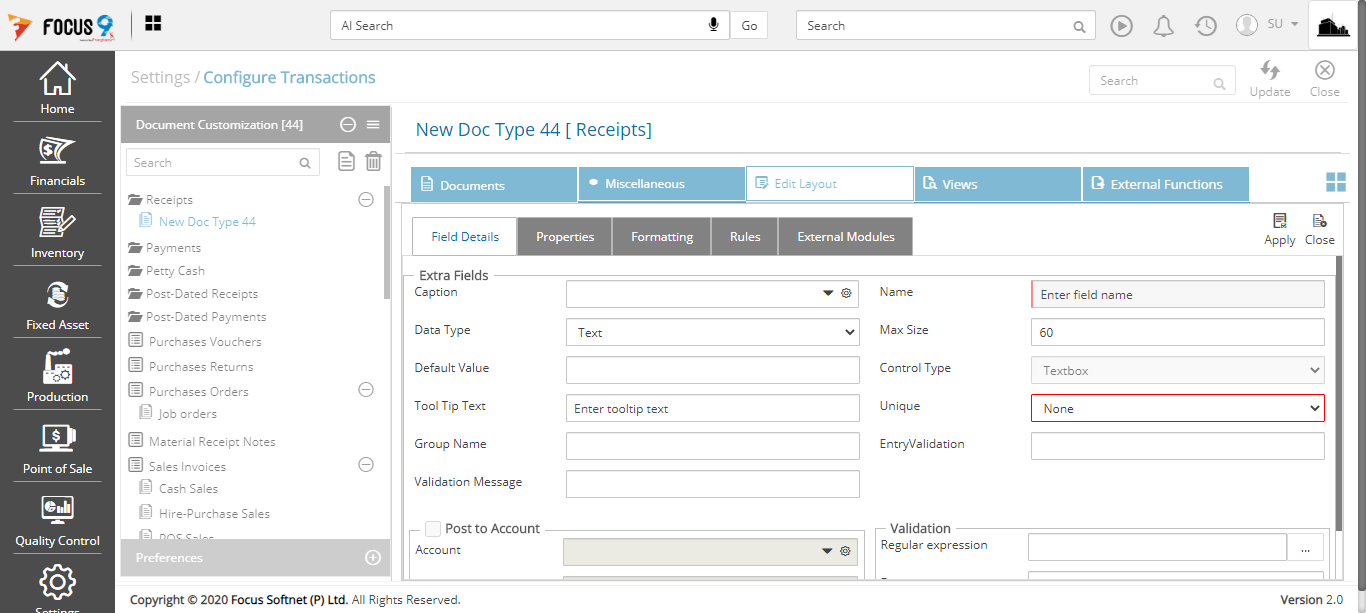 FOCUS 9
AI Search
Go
Search
SU
Home
Financials
Inventory
Fixed Asset
Production
Point of Sale
Quality Control
Settings
Settings / Configure Transactions
Search
Update
Close
Document Customization [44]
Search
Receipts
New Doc Type 44
Payments
Petty Cash
Post-Dated Receipts
Post-Dated Payments
Purchases Vouchers
Purchases Returns
Purchases Orders
Job orders
Material Receipt Notes
Sales Invoices
Cash Sales
Hire-Purchase Sales
POS Sales
Preferences
New Doc Type 44 [ Receipts]
Documents
Miscellaneous
Edit Layout
Views
External Functions
Field Details
Properties
Formatting
Rules
External Modules
Apply
Close
Extra Fields
Caption
Name
Enter field name
Data Type
Text
Max Size
60
Default Value
Control Type
Textbox
Tool Tip Text
Enter tooltip text
Unique
None
Group Name
EntryValidation
Validation Message
Post to Account
Account
Validation
Regular expression
...
Copyright © 2020 Focus Softnet (P) Ltd. All Rights Reserved.
Version 2.0